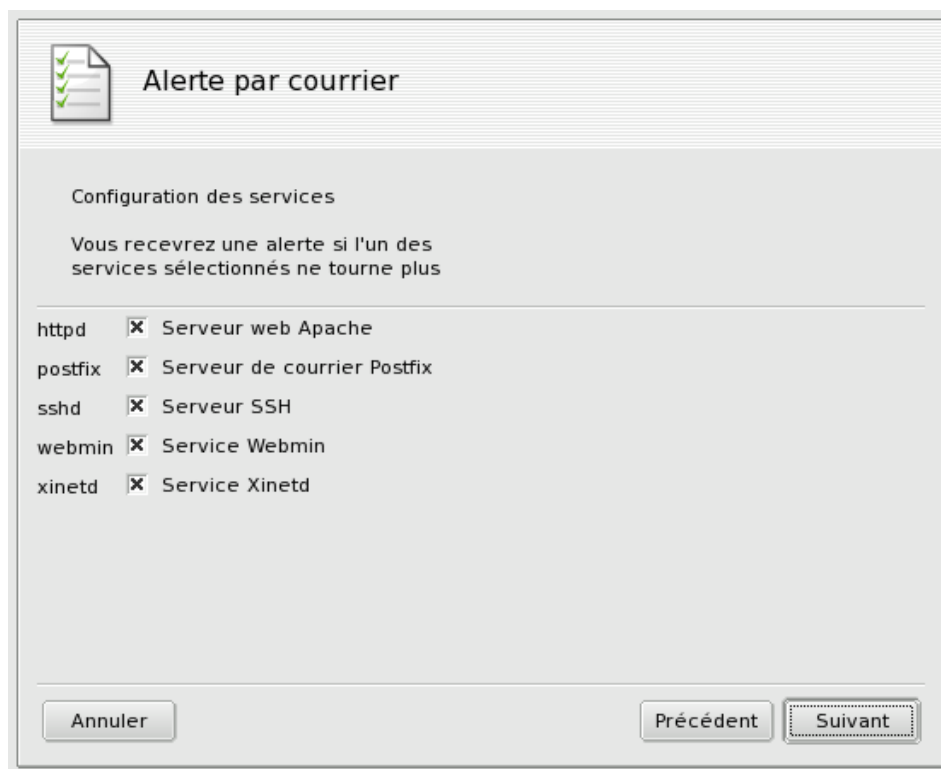 Alerte par courrier
Configuration des services
Vous recevrez une alerte si l'un des
services sélectionnés ne tourne plus
httpd Serveur web Apache
postfix Serveur de courrier Postfix
sshd Serveur SSH
webmin Service Webmin
xinetd Service Xinetd
Annuler Précédent Suivant